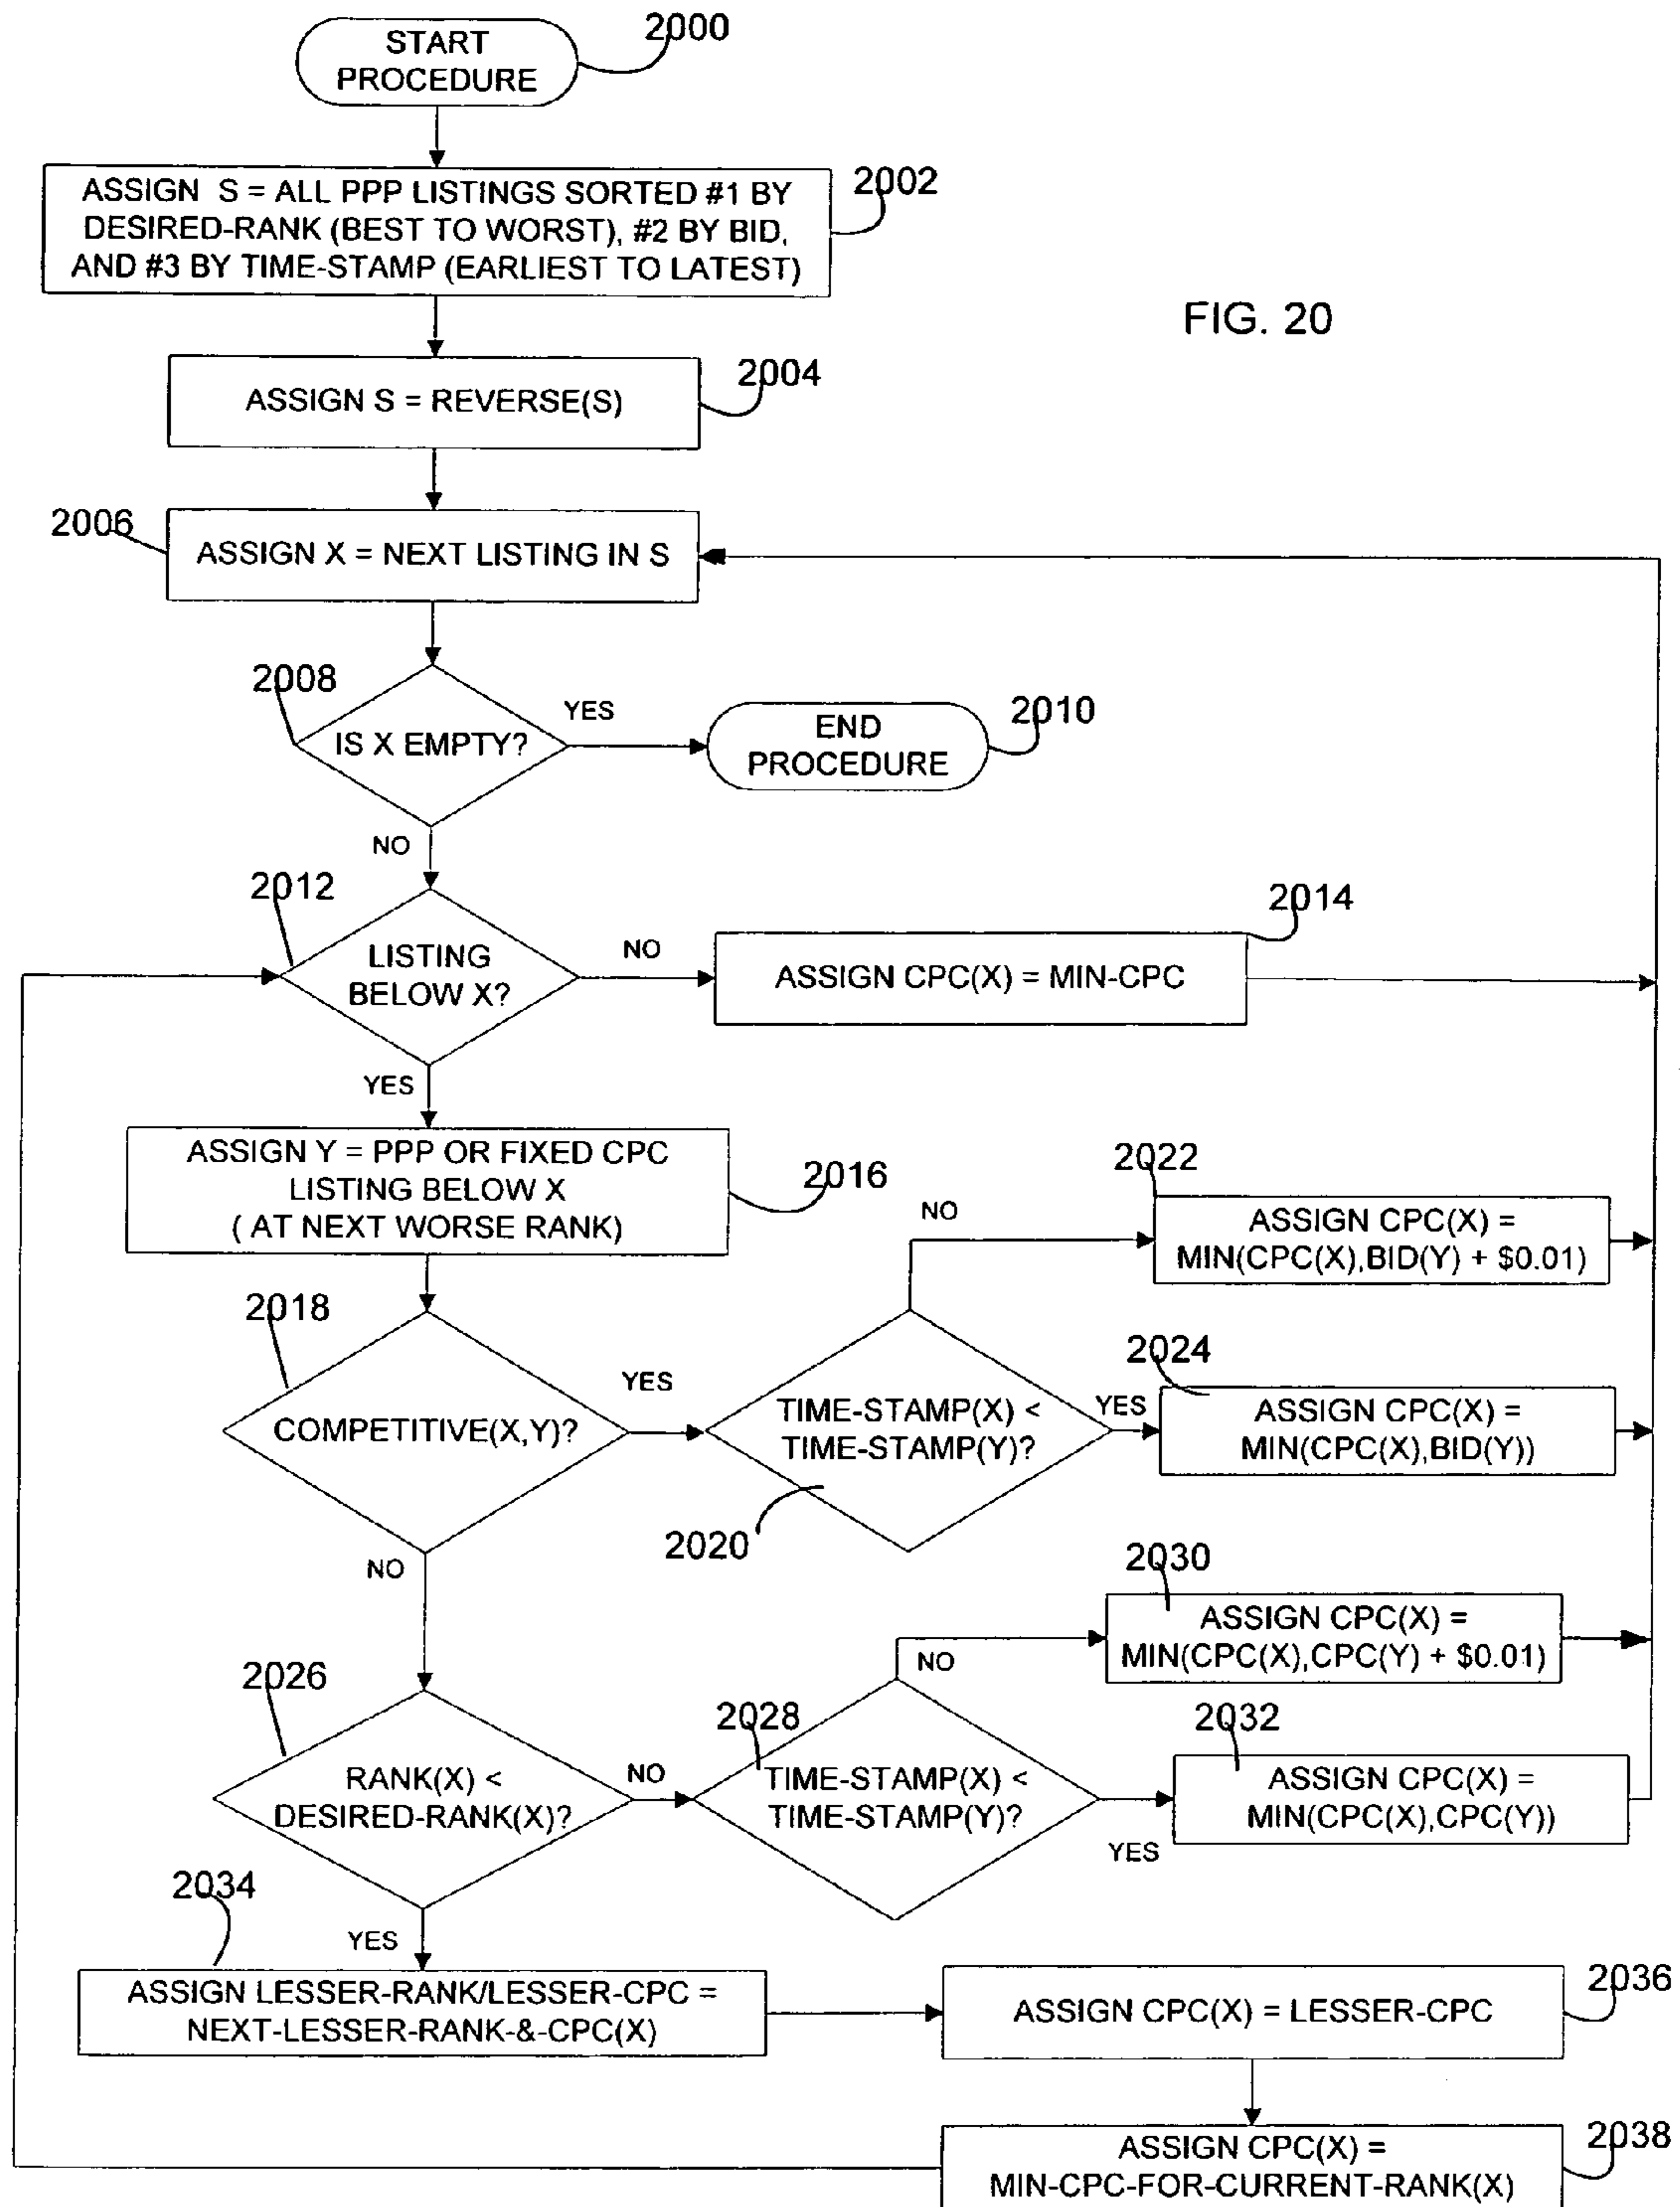 START
PROCEDURE
2000
ASSIGN S = ALL PPP LISTINGS SORTED #1 BY
DESIRED-RANK (BEST TO WORST), #2 BY BID,
AND #3 BY TIME-STAMP (EARLIEST TO LATEST)
2002
FIG. 20
ASSIGN S = REVERSE(S)
2004
2006
ASSIGN X = NEXT LISTING IN S
2008
IS X EMPTY?
YES
END
PROCEDURE
2010
NO
2012
LISTING
BELOW X?
NO
ASSIGN CPC(X) = MIN-CPC
2014
YES
ASSIGN Y = PPP OR FIXED CPC
LISTING BELOW X
( AT NEXT WORSE RANK)
2016
2022
NO
ASSIGN CPC(X) =
MIN(CPC(X),BID(Y) + $0.01)
2018
COMPETITIVE(X,Y)?
YES
TIME-STAMP(X) <
TIME-STAMP(Y)?
2020
YES
2024
ASSIGN CPC(X) =
MIN(CPC(X),BID(Y))
NO
2030
ASSIGN CPC(X) =
MIN(CPC(X),CPC(Y) + $0.01)
NO
2026
RANK(X) <
DESIRED-RANK(X)?
NO
2028
TIME-STAMP(X) <
TIME-STAMP(Y)?
YES
2032
ASSIGN CPC(X) =
MIN(CPC(X),CPC(Y))
YES
2034
ASSIGN LESSER-RANK/LESSER-CPC =
NEXT-LESSER-RANK-&-CPC(X)
ASSIGN CPC(X) = LESSER-CPC
2036
ASSIGN CPC(X) =
MIN-CPC-FOR-CURRENT-RANK(X)
2038